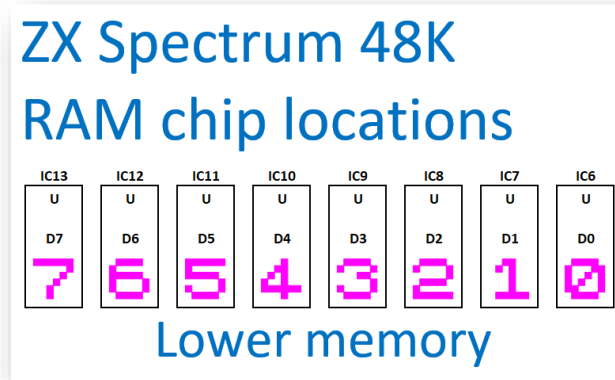 ZX Spectrum 48K
RAM chip locations
IC13 IC12 IC11 IC10 IC9 IC8 IC7 IC6
U U U U U U U U
D7 D6 D5 D4 D3 D2 D1 D0
7 6 5 4 3 2 1 0
Lower memory